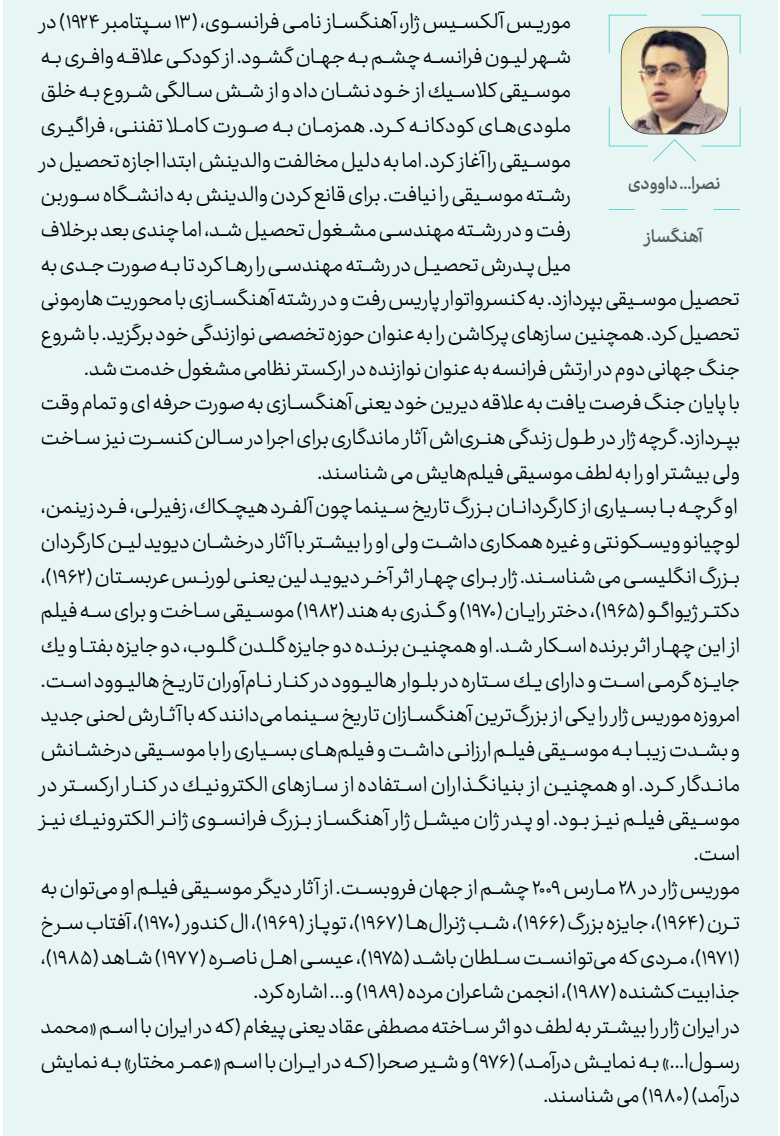 موریس آلکسیس ژار، آهنگساز نامی فرانسوی، (۱۳ سپتامبر ۱۹۲۴) در
شهر لیون فرانسه چشم به جهان گشود. از کودکی علاقه وافری به
موسیقی کلاسیك از خود نشان داد و از شش سالگی شروع به خلق
ملودی‌های کودکانه کرد. همزمان به صورت کاملا تفننی، فراگیری
موسیقی را آغاز کرد. اما به دلیل مخالفت والدینش ابتدا اجازه تحصیل در
رشته موسیقی را نیافت. برای قانع کردن والدینش به دانشگاه سوربن
رفت و در رشته مهندسی مشغول تحصیل شد، اما چندی بعد برخلاف
میل پدرش تحصیل در رشته مهندسی را رها کرد تا به صورت جدی به
نصرا... داوودی
آهنگساز
تحصیل موسیقی بپردازد. به کنسرواتوار پاریس رفت و در رشته آهنگسازی با محوریت هارمونی
تحصیل کرد. همچنین سازهای پرکاشن را به عنوان حوزه تخصصی نوازندگی خود برگزید. با شروع
جنگ جهانی دوم در ارتش فرانسه به عنوان نوازنده در ارکستر نظامی مشغول خدمت شد.
با پایان جنگ فرصت یافت به علاقه دیرین خود یعنی آهنگسازی به صورت حرفه ای و تمام وقت
بپردازد. گرچه ژار در طول زندگی هنری‌اش آثار ماندگاری برای اجرا در سالن کنسرت نیز ساخت
ولی بیشتر او را به لطف موسیقی فیلم‌هایش می شناسند.
او گرچه با بسیاری از کارگردانان بزرگ تاریخ سینما چون آلفرد هیچکاك، زفیرلی، فرد زینمن،
لوچیانو ویسکونتی و غیره همکاری داشت ولی او را بیشتر با آثار درخشان دیوید لین کارگردان
بزرگ انگلیسی می شناسند. ژار برای چهار اثر آخر دیوید لین یعنی لورنس عربستان (۱۹۶۲)،
دکتر ژیواگو (۱۹۶۵)، دختر رایان (۱۹۷۰) و گذری به هند (۱۹۸۲) موسیقی ساخت و برای سه فیلم
از این چهار اثر برنده اسکار شد. او همچنین برنده دو جایزه گلدن گلوب، دو جایزه بفتا و یك
جایزه گرمی است و دارای یك ستاره در بلوار هالیوود در کنار نام‌آوران تاریخ هالیوود است.
امروزه موریس ژار را یکی از بزرگ‌ترین آهنگسازان تاریخ سینما می‌دانند که با آثارش لحنی جدید
و بشدت زیبا به موسیقی فیلم ارزانی داشت و فیلم‌های بسیاری را با موسیقی درخشانش
ماندگار کرد. او همچنین از بنیانگذاران استفاده از سازهای الکترونیك در کنار ارکستر در
موسیقی فیلم نیز بود. او پدر ژان میشل ژار آهنگساز بزرگ فرانسوی ژانر الکترونیك نیز
است.
موریس ژار در ۲۸ مارس ۲۰۰۹ چشم از جهان فروبست. از آثار دیگر موسیقی فیلم او می‌توان به
ترن (۱۹۶۴)، جایزه بزرگ (۱۹۶۶)، شب ژنرال‌ها (۱۹۶۷)، توپاز (۱۹۶۹)، ال کندور (۱۹۷۰)، آفتاب سرخ
(۱۹۷۱)، مردی که می‌توانست سلطان باشد (۱۹۷۵)، عیسی اهل ناصره (۱۹۷۷) شاهد (۱۹۸۵)،
جذابیت کشنده (۱۹۸۷)، انجمن شاعران مرده (۱۹۸۹) و... اشاره کرد.
در ایران ژار را بیشتر به لطف دو اثر ساخته مصطفی عقاد یعنی پیغام (که در ایران با اسم «محمد
رسول‌ا...» به نمایش درآمد) (۹۷۶) و شیر صحرا (که در ایران با اسم «عمر مختار» به نمایش
درآمد) (۱۹۸۰) می شناسند.